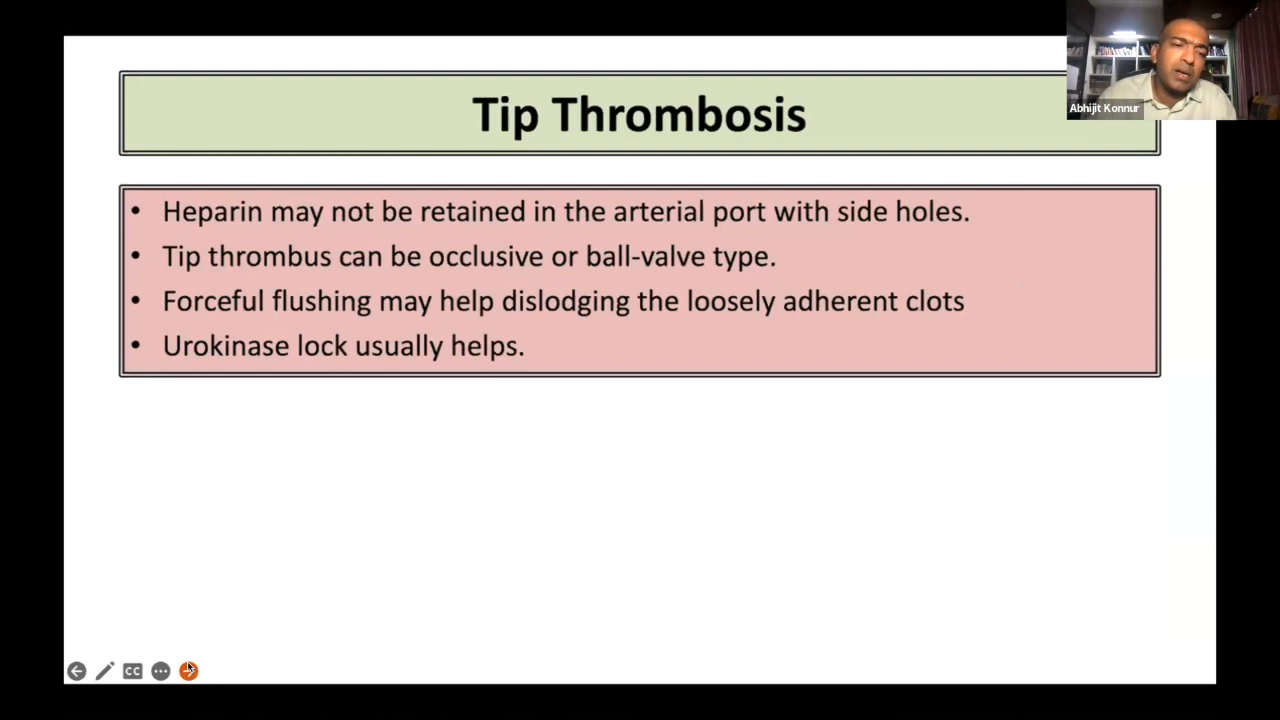 Tip Thrombosis
Abhijit Konnur
• Heparin may not be retained in the arterial port with side holes.
• Tip thrombus can be occlusive or ball-valve type.
• Forceful flushing may help dislodging the loosely adherent clots
• Urokinase lock usually helps.
CC